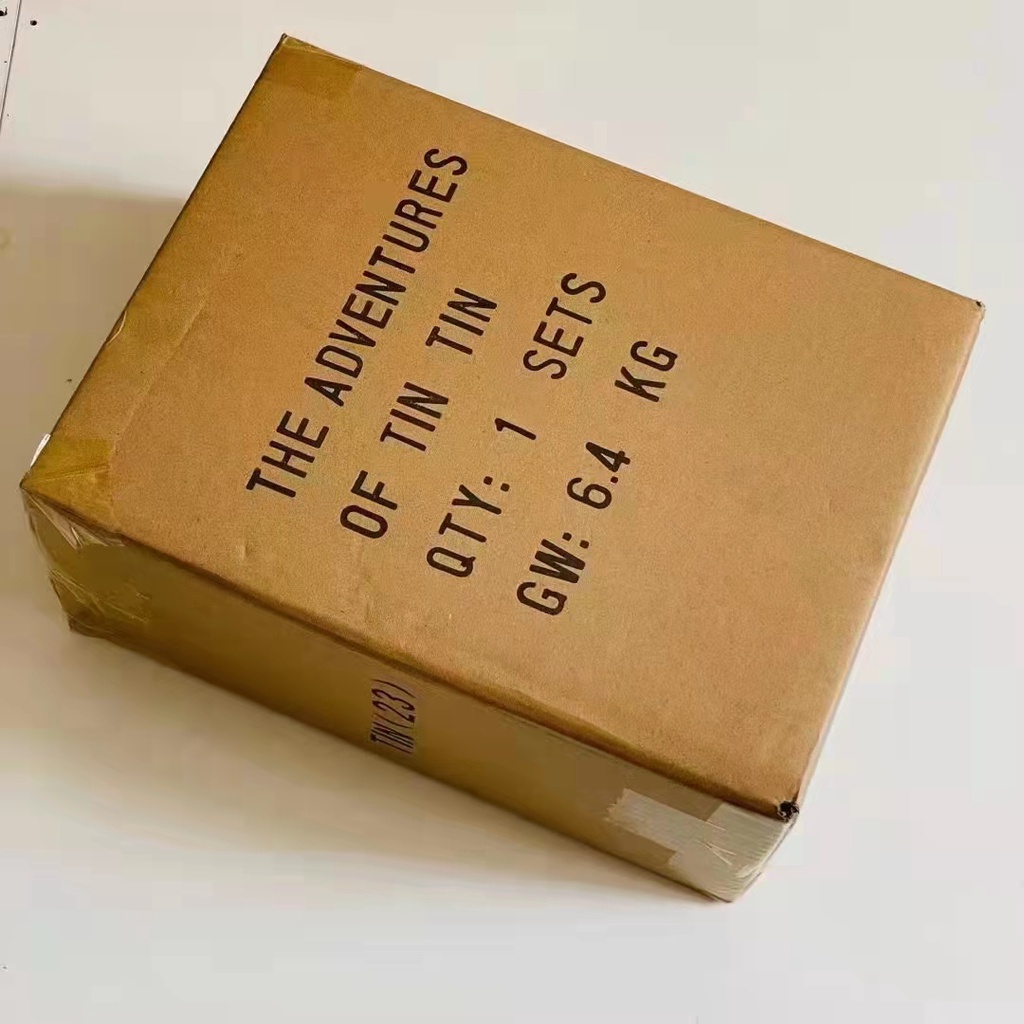 THE ADVENTURES
OF TIN TIN
QTY: 1 SETS
GW: 6.4 KG
TIN(23)